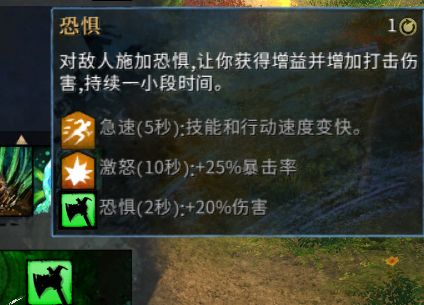 恐惧
1
对敌人施加恐惧,让你获得增益并增加打击伤
害,持续一小段时间。
急速(5秒):技能和行动速度变快。
激怒(10秒):+25%暴击率
恐惧(2秒):+20%伤害